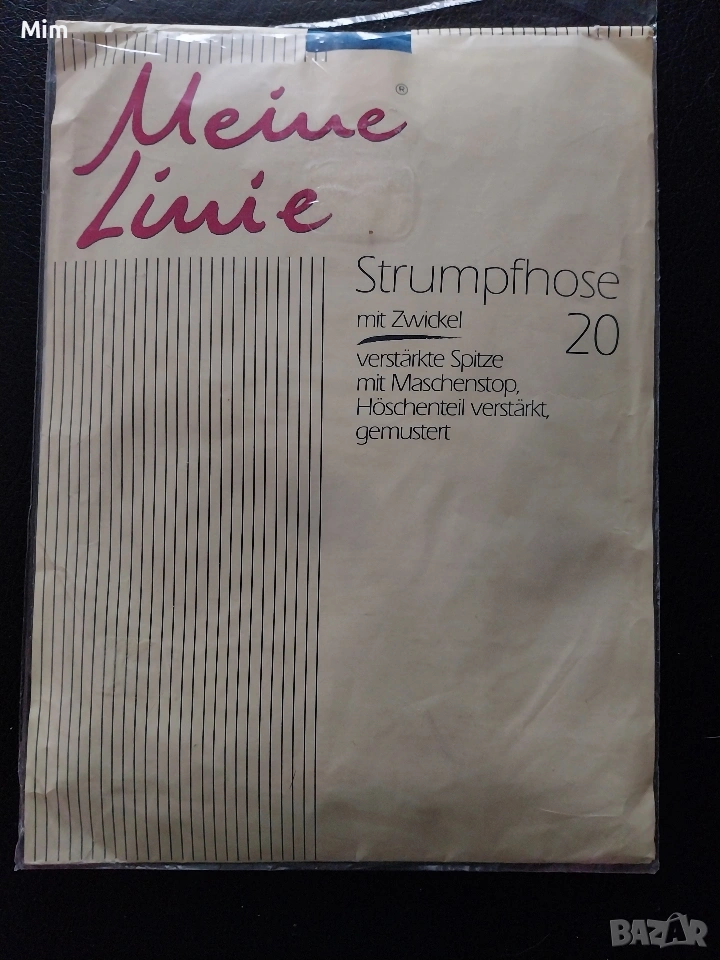 Mim
Meine
®
Linie
Strumpfhose
mit Zwickel
20
verstärkte Spitze
mit Maschenstop,
Höschenteil verstärkt,
gemustert
BAZAR